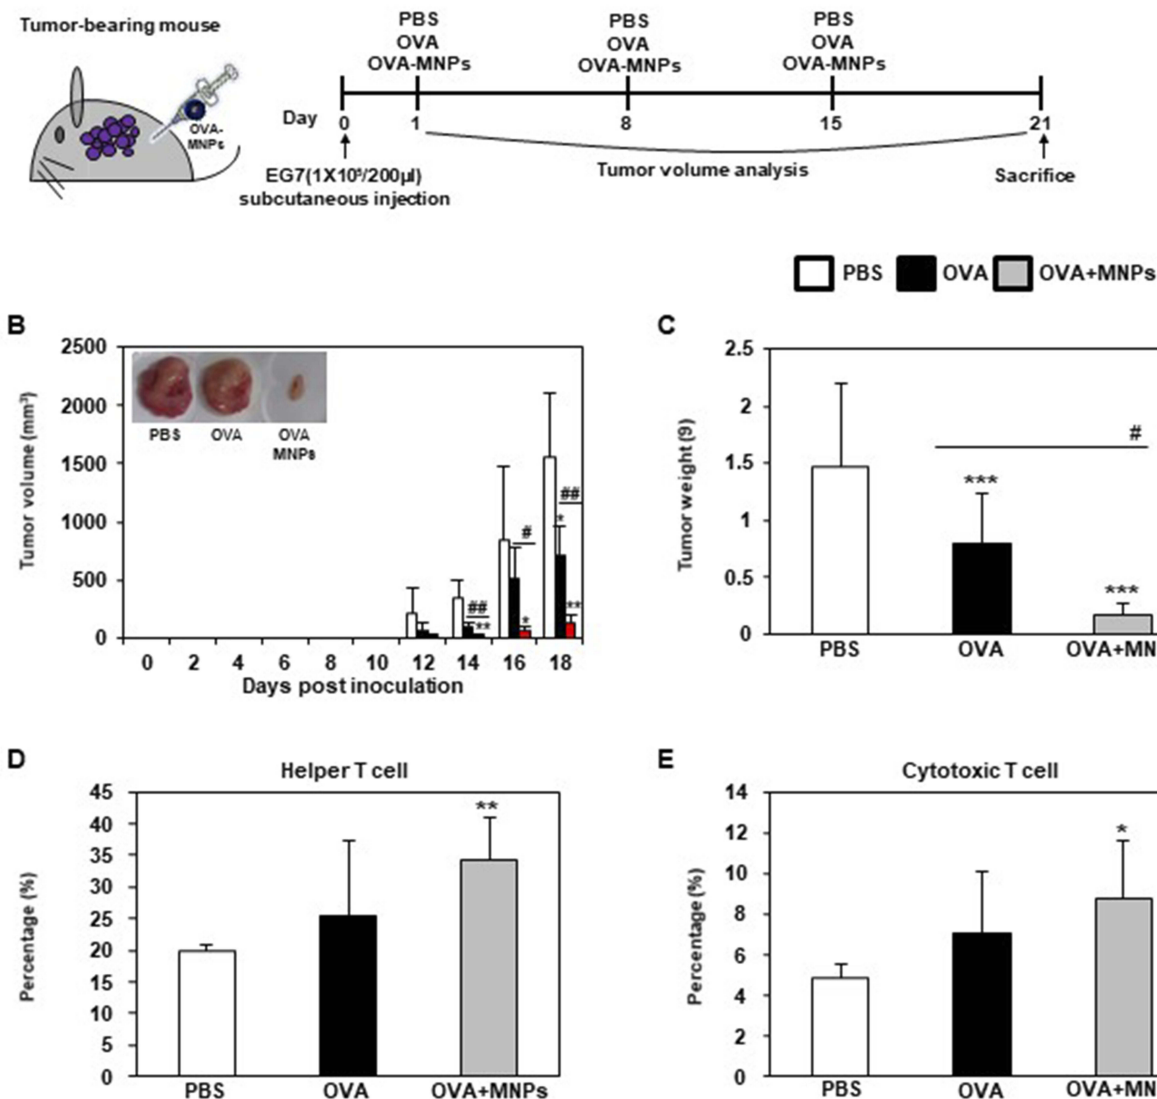 Tumor-bearing mouse
OVA-
MNPs
PBS
OVA
OVA-MNPs
PBS
OVA
OVA-MNPs
PBS
OVA
OVA-MNPs
Day
0
1
8
15
21
EG7(1X10⁵/200µl)
subcutaneous injection
Tumor volume analysis
Sacrifice
PBS
OVA
OVA+MNPs
B
Tumor volume (mm³)
2500
2000
1500
1000
500
0
PBS
OVA
OVA
MNPs
##
**
#
*
##
*
**
0 2 4 6 8 10 12 14 16 18
Days post inoculation
C
Tumor weight (9)
2.5
2
1.5
1
0.5
0
#
***
***
PBS
OVA
OVA+MN
D
Helper T cell
Percentage (%)
45
40
35
30
25
20
15
10
5
0
**
PBS
OVA
OVA+MNPs
E
Cytotoxic T cell
Percentage (%)
14
12
10
8
6
4
2
0
*
PBS
OVA
OVA+MN